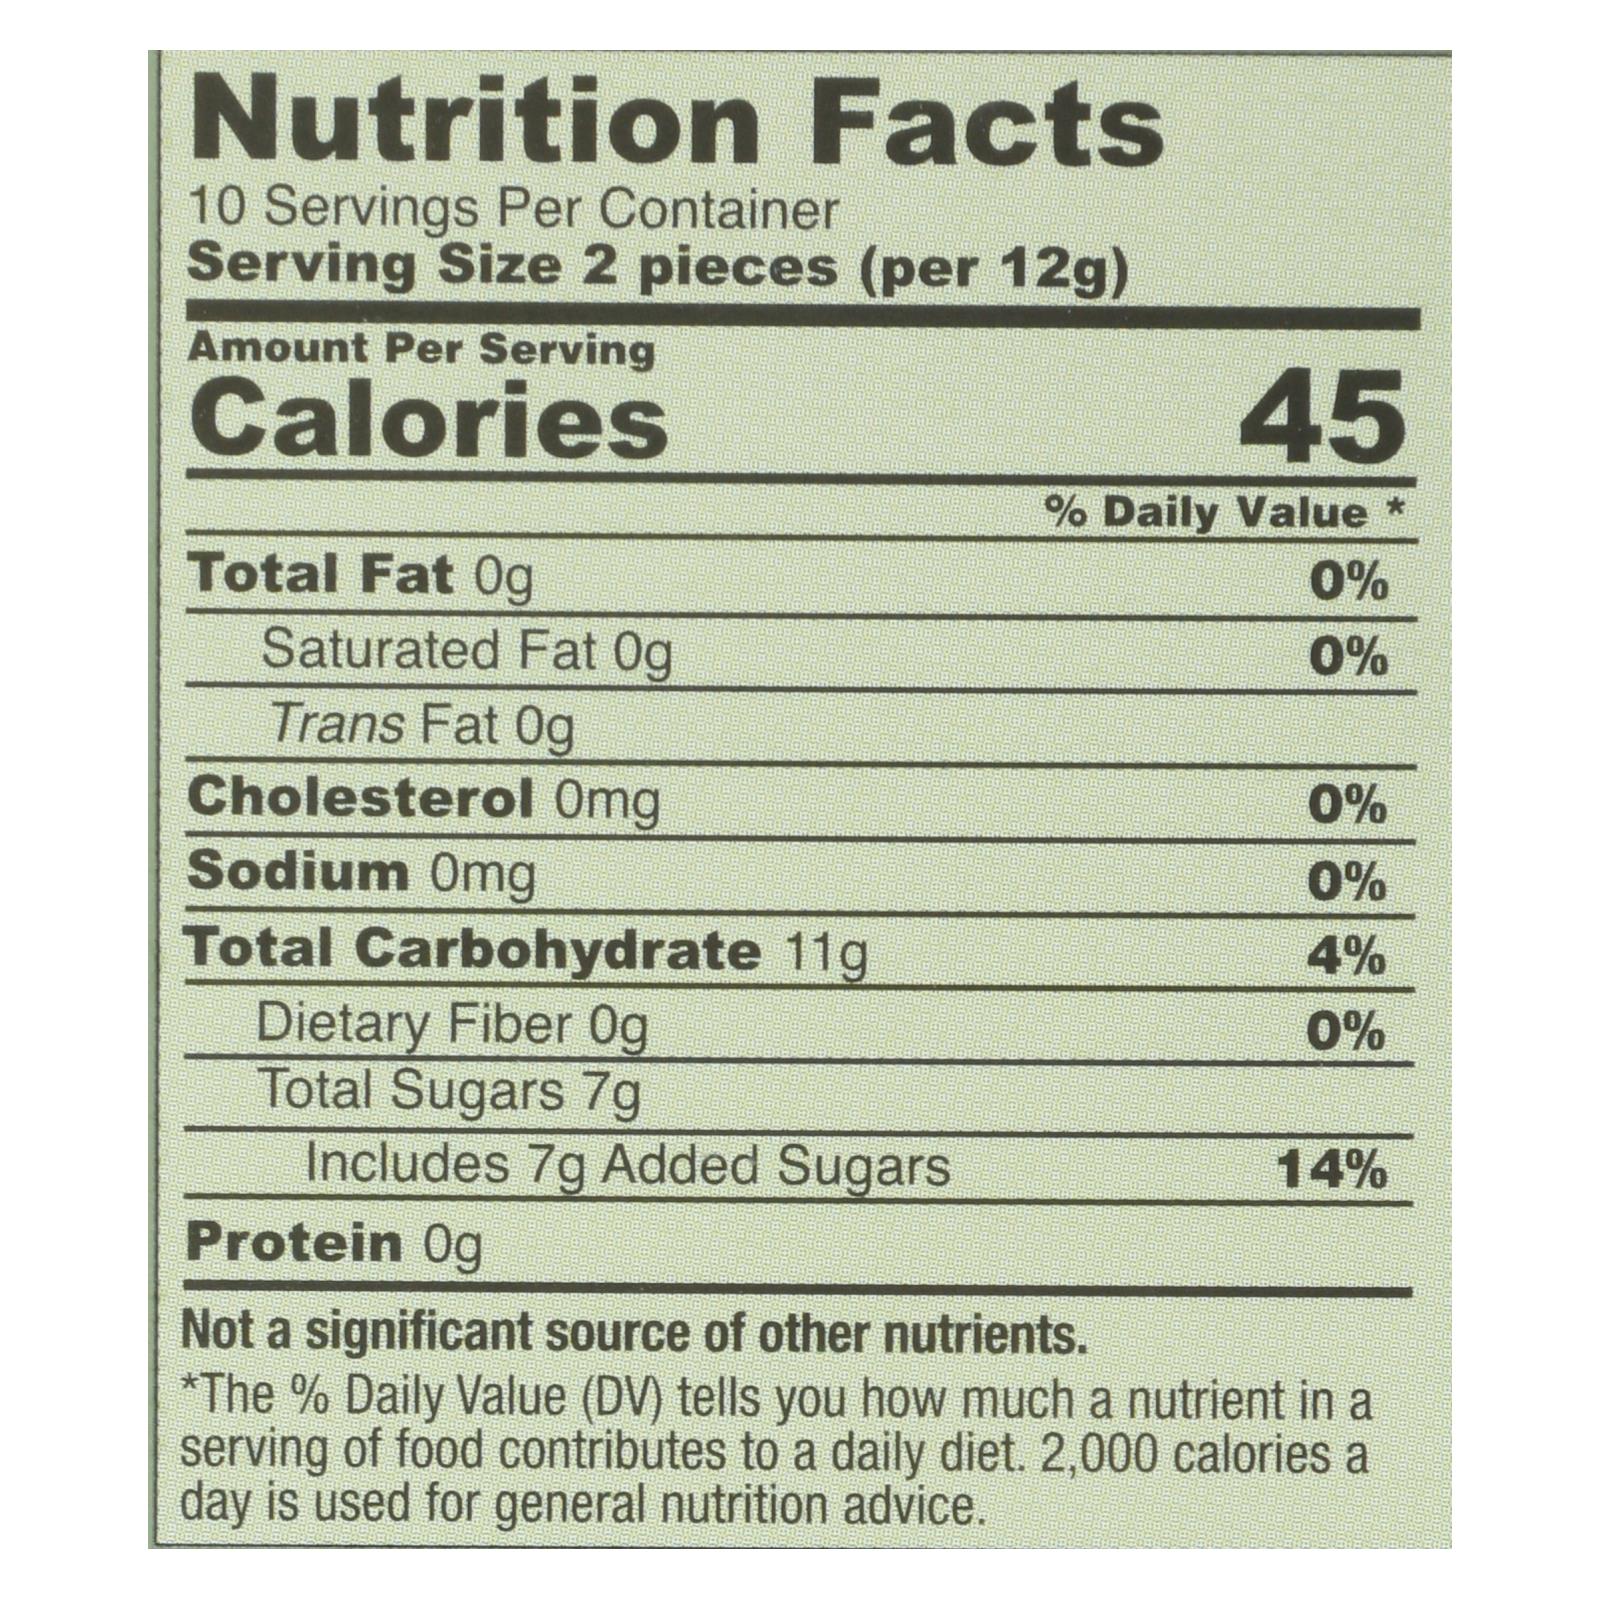 Nutrition Facts
10 Servings Per Container
Serving Size 2 pieces (per 12g)
Amount Per Serving
Calories 45
% Daily Value *
Total Fat 0g 0%
Saturated Fat 0g 0%
Trans Fat 0g
Cholesterol 0mg 0%
Sodium 0mg 0%
Total Carbohydrate 11g 4%
Dietary Fiber 0g 0%
Total Sugars 7g
Includes 7g Added Sugars 14%
Protein 0g
Not a significant source of other nutrients.
*The % Daily Value (DV) tells you how much a nutrient in a
serving of food contributes to a daily diet. 2,000 calories a
day is used for general nutrition advice.